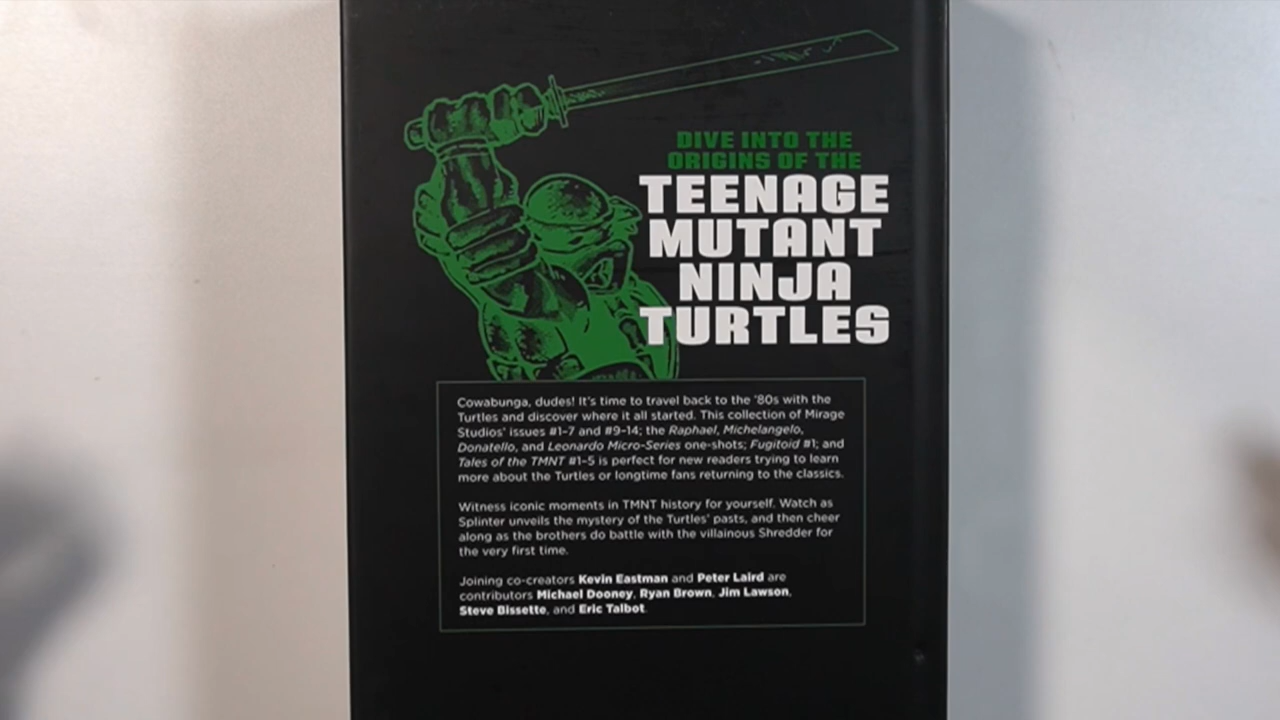 DIVE INTO THE
ORIGINS OF THE
TEENAGE
MUTANT
NINJA
TURTLES
Cowabunga, dudes! It's time to travel back to the '80s with the
Turtles and discover where it all started. This collection of Mirage
Studios' issues #1–7 and #9–14; the Raphael, Michelangelo,
Donatello, and Leonardo Micro-Series one-shots; Fugitoid #1; and
Tales of the TMNT #1–5 is perfect for new readers trying to learn
more about the Turtles or longtime fans returning to the classics.
Witness iconic moments in TMNT history for yourself. Watch as
Splinter unveils the mystery of the Turtles' pasts, and then cheer
along as the brothers do battle with the villainous Shredder for
the very first time.
Joining co-creators Kevin Eastman and Peter Laird are
contributors Michael Dooney, Ryan Brown, Jim Lawson,
Steve Bissette, and Eric Talbot.